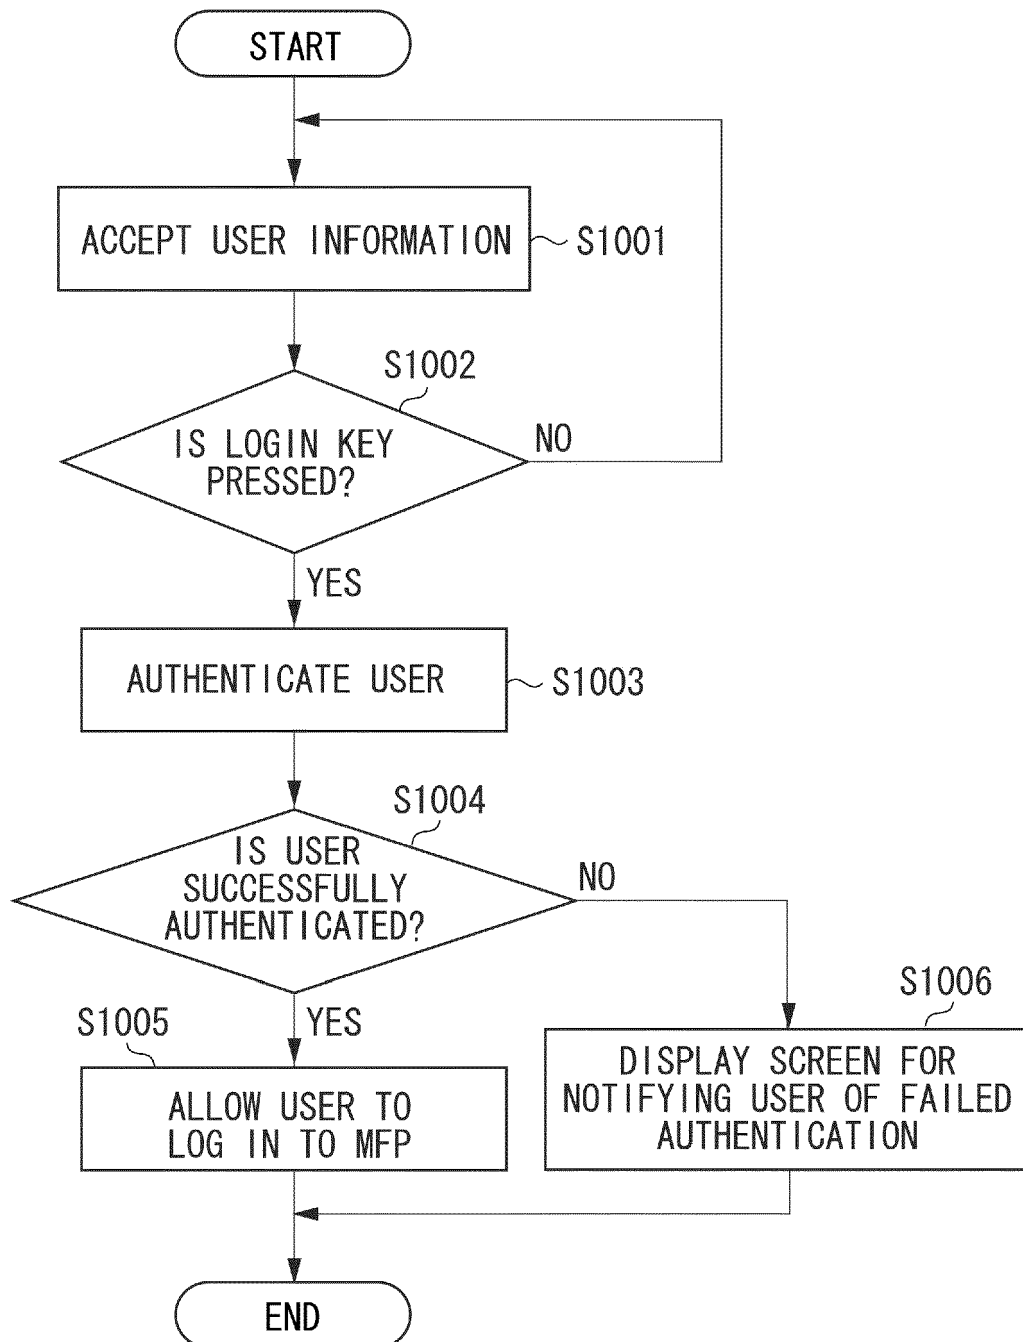 START
ACCEPT USER INFORMATION
S1001
S1002
IS LOGIN KEY
PRESSED?
NO
YES
AUTHENTICATE USER
S1003
S1004
IS USER
SUCCESSFULLY
AUTHENTICATED?
NO
YES
S1005
ALLOW USER TO
LOG IN TO MFP
S1006
DISPLAY SCREEN FOR
NOTIFYING USER OF FAILED
AUTHENTICATION
END